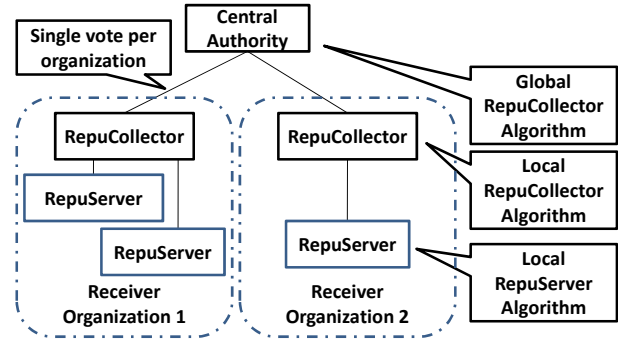 Central
Authority
Single vote per
organization
Global
RepuCollector
Algorithm
RepuCollector
RepuCollector
Local
RepuCollector
Algorithm
RepuServer
RepuServer
RepuServer
Local
RepuServer
Algorithm
Receiver
Organization 1
Receiver
Organization 2